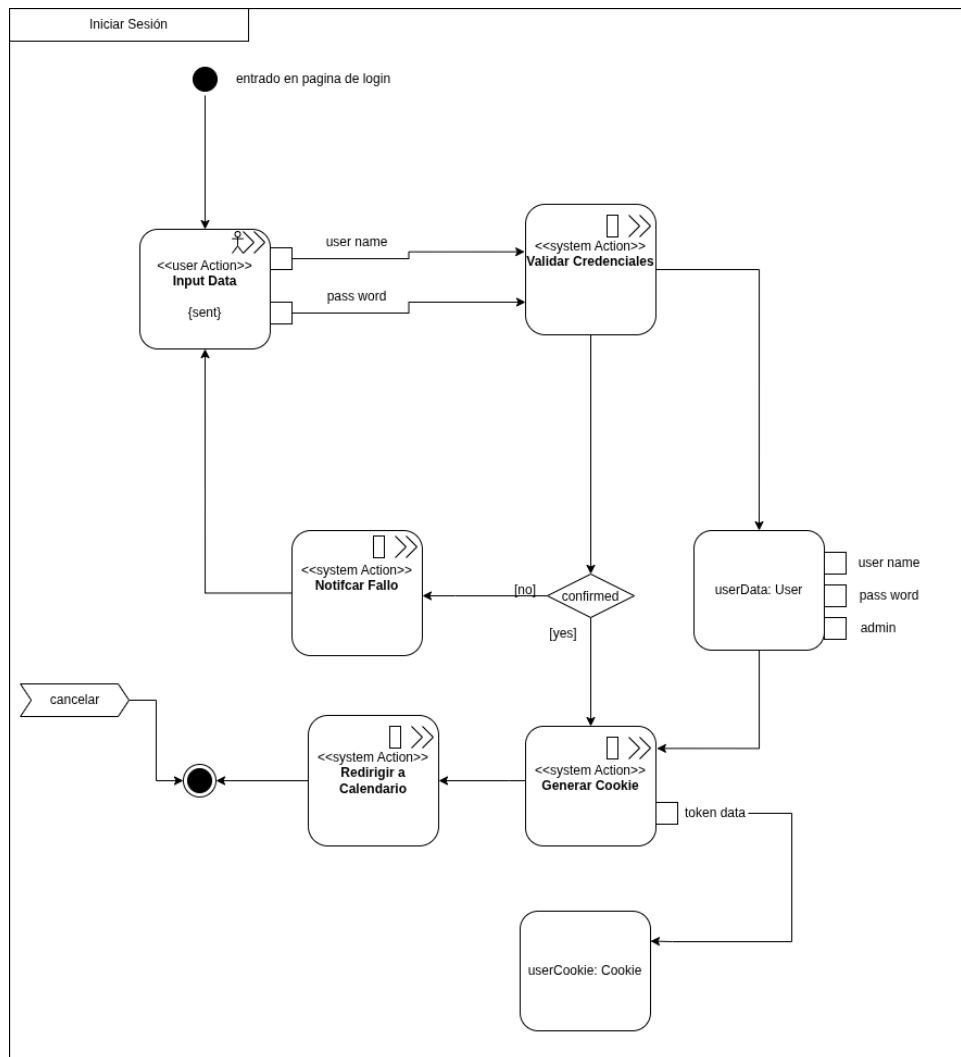 Iniciar Sesión
entrado en pagina de login
<<user Action>>
Input Data
{sent}
user name
pass word
<<system Action>>
Validar Credenciales
<<system Action>>
Notifcar Fallo
[no]
confirmed
[yes]
userData: User
user name
pass word
admin
cancelar
<<system Action>>
Redirigir a
Calendario
<<system Action>>
Generar Cookie
token data
userCookie: Cookie